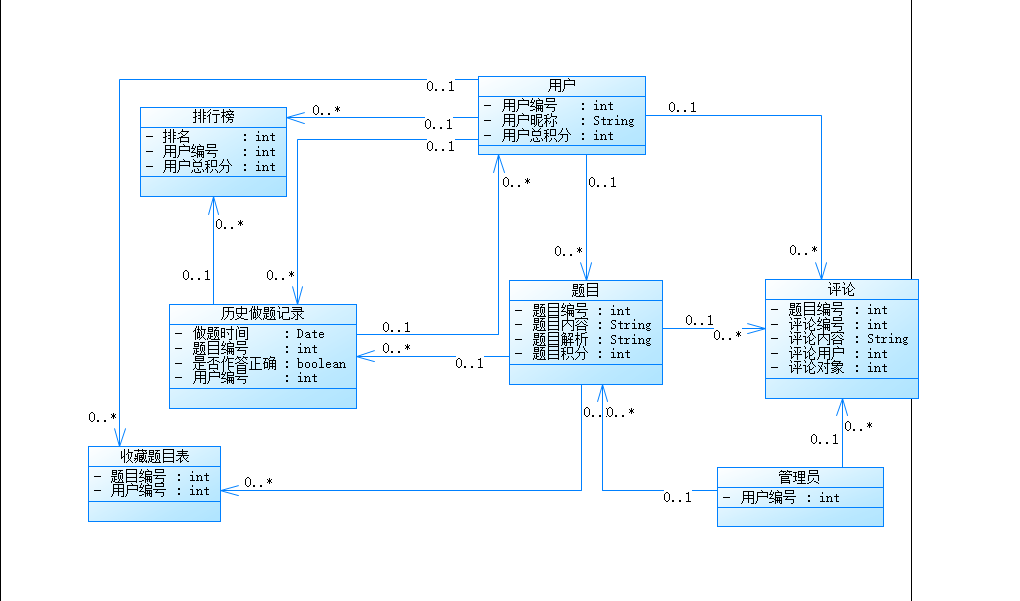 用户
- 用户编号 : int
- 用户昵称 : String
- 用户总积分 : int
0..1
0..*
0..1
0..1
0..1
排行榜
- 排名 : int
- 用户编号 : int
- 用户总积分 : int
0..*
0..1
0..*
0..*
0..1
0..*
0..*
历史做题记录
- 做题时间 : Date
- 题目编号 : int
- 是否作答正确 : boolean
- 用户编号 : int
0..1
0..*
0..1
题目
- 题目编号 : int
- 题目内容 : String
- 题目解析 : String
- 题目积分 : int
0..1
0..*
评论
- 题目编号 : int
- 评论编号 : int
- 评论内容 : String
- 评论用户 : int
- 评论对象 : int
0..*
收藏题目表
- 题目编号 : int
- 用户编号 : int
0..*
0..*
0..1
0..*
0..1
管理员
- 用户编号 : int